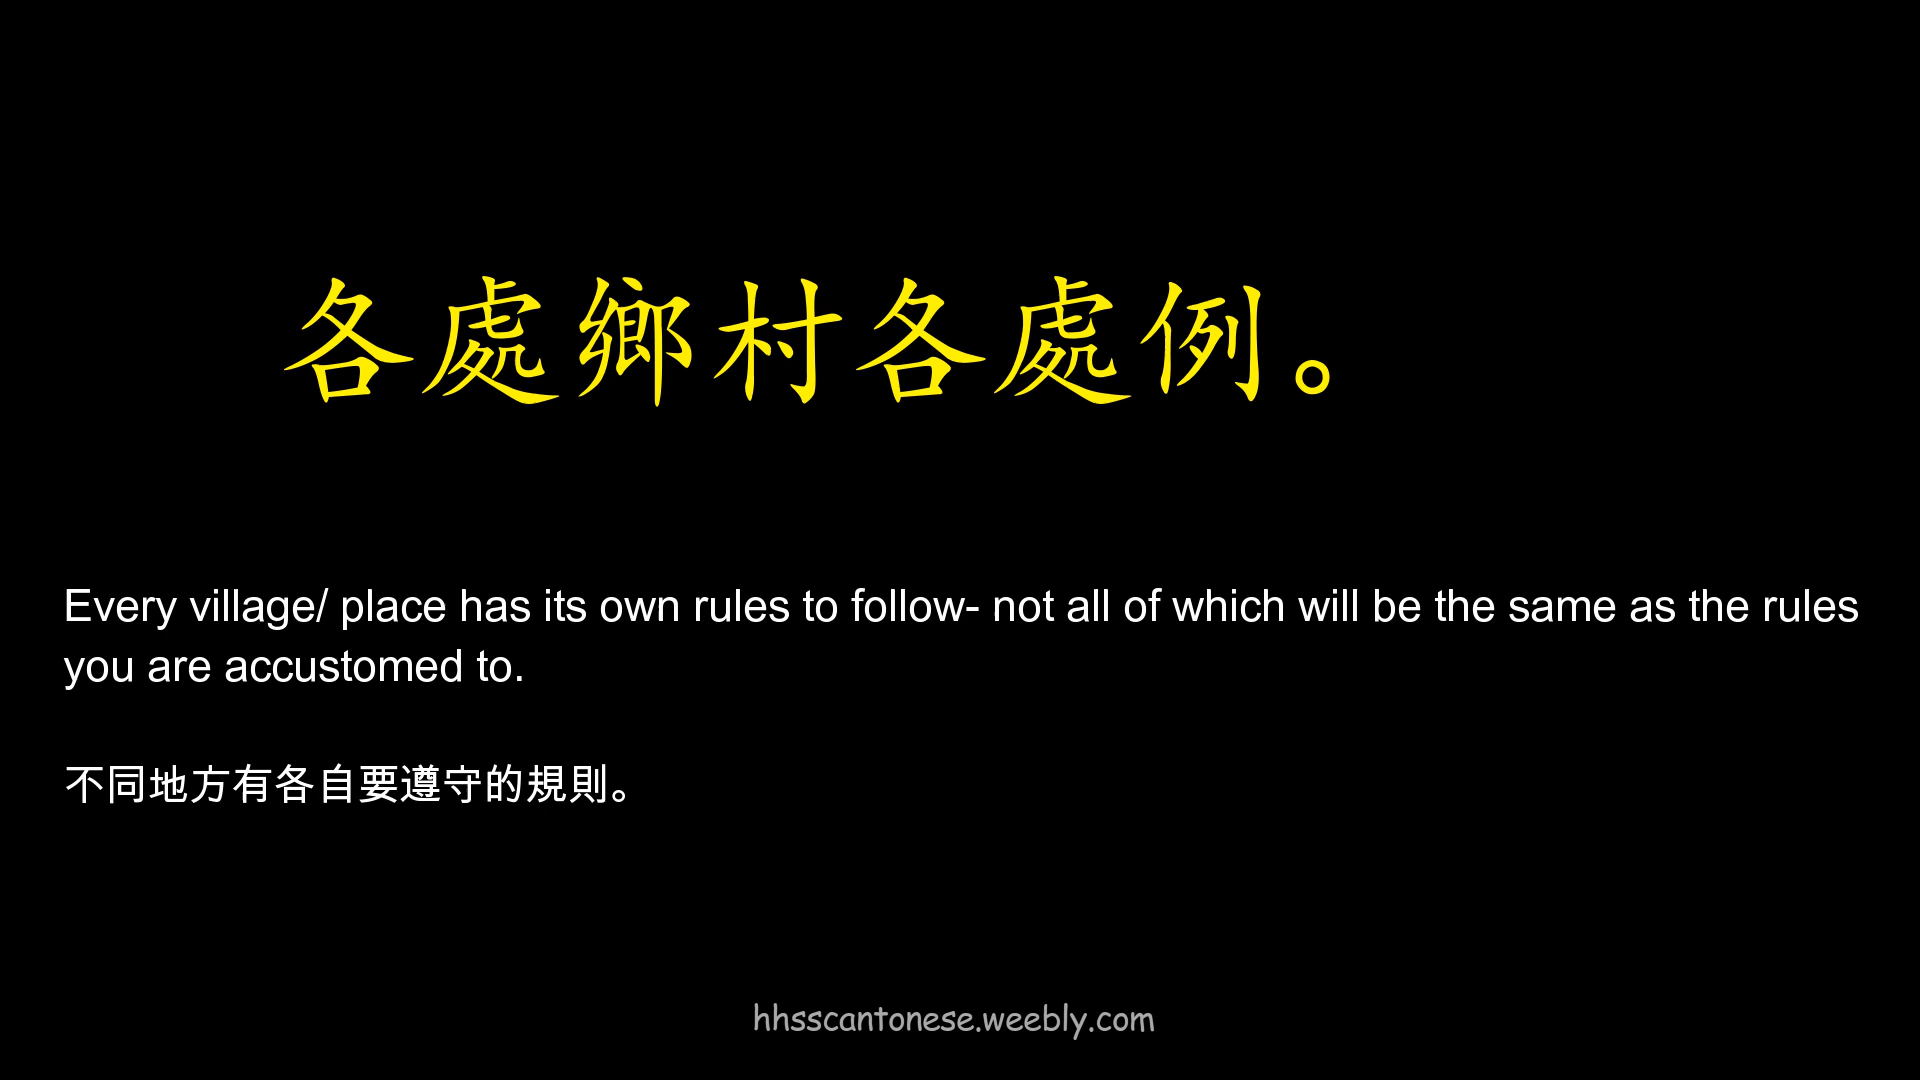 各處鄉村各處例。
Every village/ place has its own rules to follow- not all of which will be the same as the rules
you are accustomed to.
不同地方有各自要遵守的規則。
hhsscantonese.weebly.com